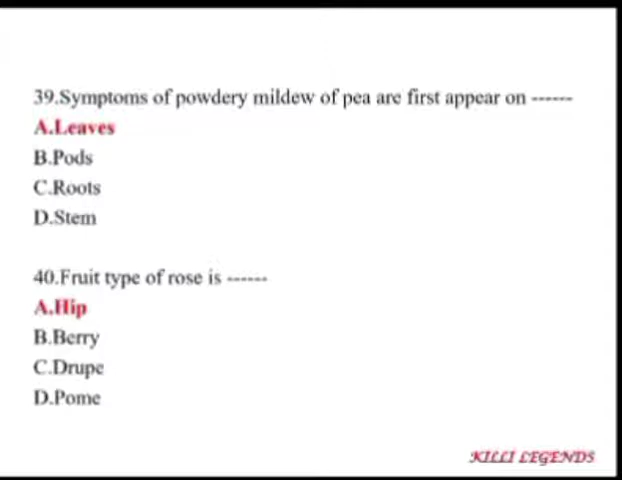 39.Symptoms of powdery mildew of pea are first appear on ------
A.Leaves
B.Pods
C.Roots
D.Stem
40.Fruit type of rose is ------
A.Hip
B.Berry
C.Drupe
D.Pome
KILLI LEGENDS